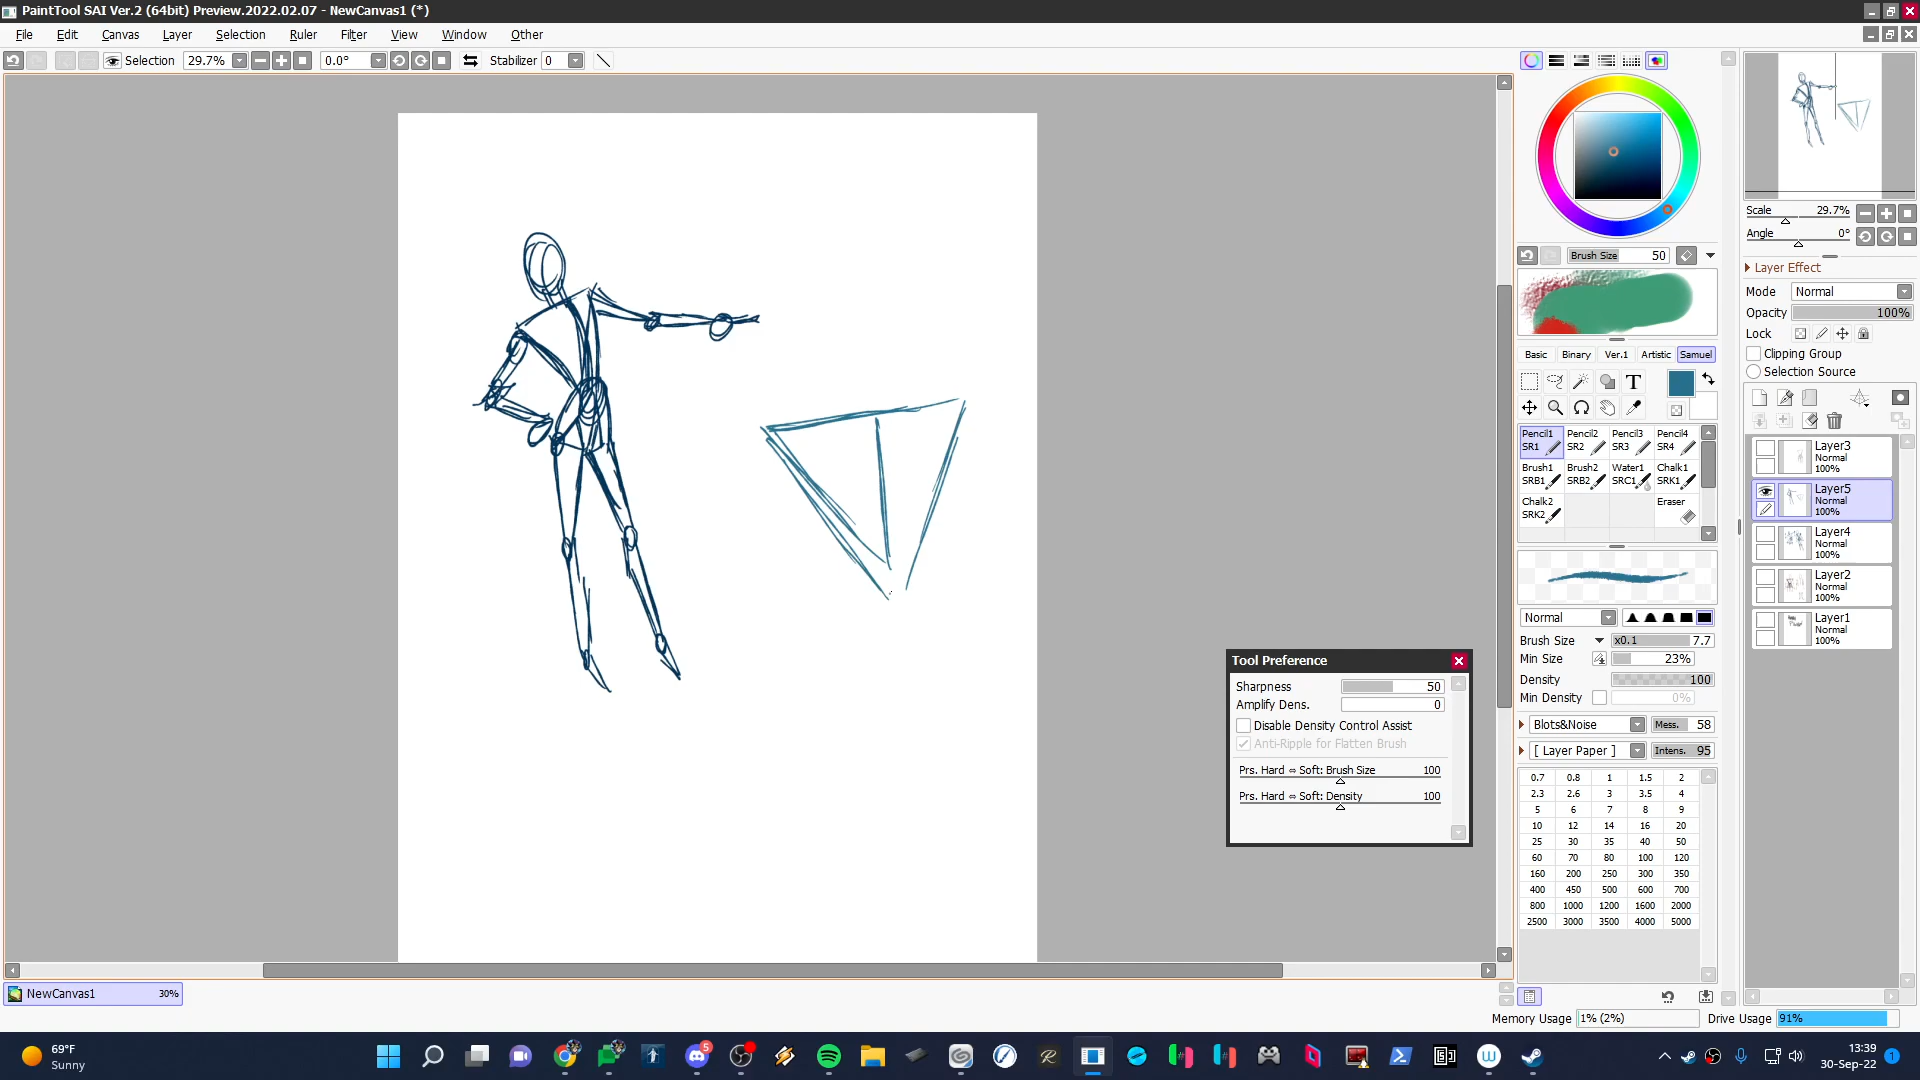 PaintTool SAI Ver.2 (64bit) Preview.2022.02.07 - NewCanvas1 (*)
File Edit Canvas Layer Selection Ruler Filter View Window Other
Selection 29.7% 0.0° Stabilizer 0
Scale 29.7%
Angle 0°
Layer Effect
Mode Normal
Opacity 100%
Lock
Clipping Group
Selection Source
Layer3
Normal
100%
Layer5
Normal
100%
Layer4
Normal
100%
Layer2
Normal
100%
Layer1
Normal
100%
Brush Size 50
Basic Binary Ver.1 Artistic Samuel
T
Pencil1 Pencil2 Pencil3 Pencil4
SR1 SR2 SR3 SR4
Brush1 Brush2 Water1 Chalk1
SRB1 SRB2 SRC1 SRK1
Chalk2 Eraser
SRK2
Normal
Brush Size x0.1 7.7
Min Size 23%
Density 100
Min Density 0%
Blots&Noise Mess. 58
[ Layer Paper ] Intens. 95
0.7 0.8 1 1.5 2
2.3 2.6 3 3.5 4
5 6 7 8 9
10 12 14 16 20
25 30 35 40 50
60 70 80 100 120
160 200 250 300 350
400 450 500 600 700
800 1000 1200 1600 2000
2500 3000 3500 4000 5000
Tool Preference
Sharpness 50
Amplify Dens. 0
Disable Density Control Assist
Anti-Ripple for Flatten Brush
Prs. Hard ⇔ Soft: Brush Size 100
Prs. Hard ⇔ Soft: Density 100
NewCanvas1 30%
Memory Usage 1% (2%) Drive Usage 91%
69°F
Sunny
5
13:39
30-Sep-22
1